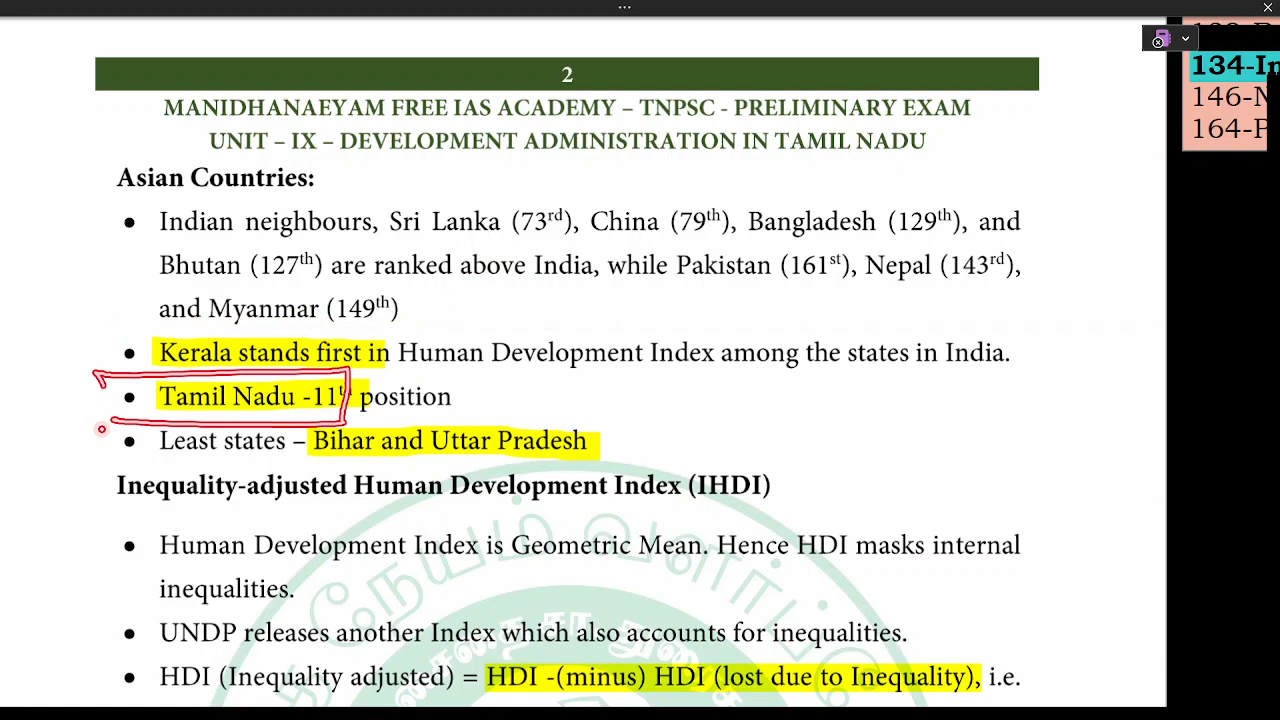 2
MANIDHANAEYAM FREE IAS ACADEMY – TNPSC - PRELIMINARY EXAM
UNIT – IX – DEVELOPMENT ADMINISTRATION IN TAMIL NADU
Asian Countries:
• Indian neighbours, Sri Lanka (73rd), China (79th), Bangladesh (129th), and
Bhutan (127th) are ranked above India, while Pakistan (161st), Nepal (143rd),
and Myanmar (149th)
• Kerala stands first in Human Development Index among the states in India.
• Tamil Nadu -11th position
• Least states – Bihar and Uttar Pradesh
Inequality-adjusted Human Development Index (IHDI)
• Human Development Index is Geometric Mean. Hence HDI masks internal
inequalities.
• UNDP releases another Index which also accounts for inequalities.
• HDI (Inequality adjusted) = HDI -(minus) HDI (lost due to Inequality), i.e.
134-In
146-N
164-P